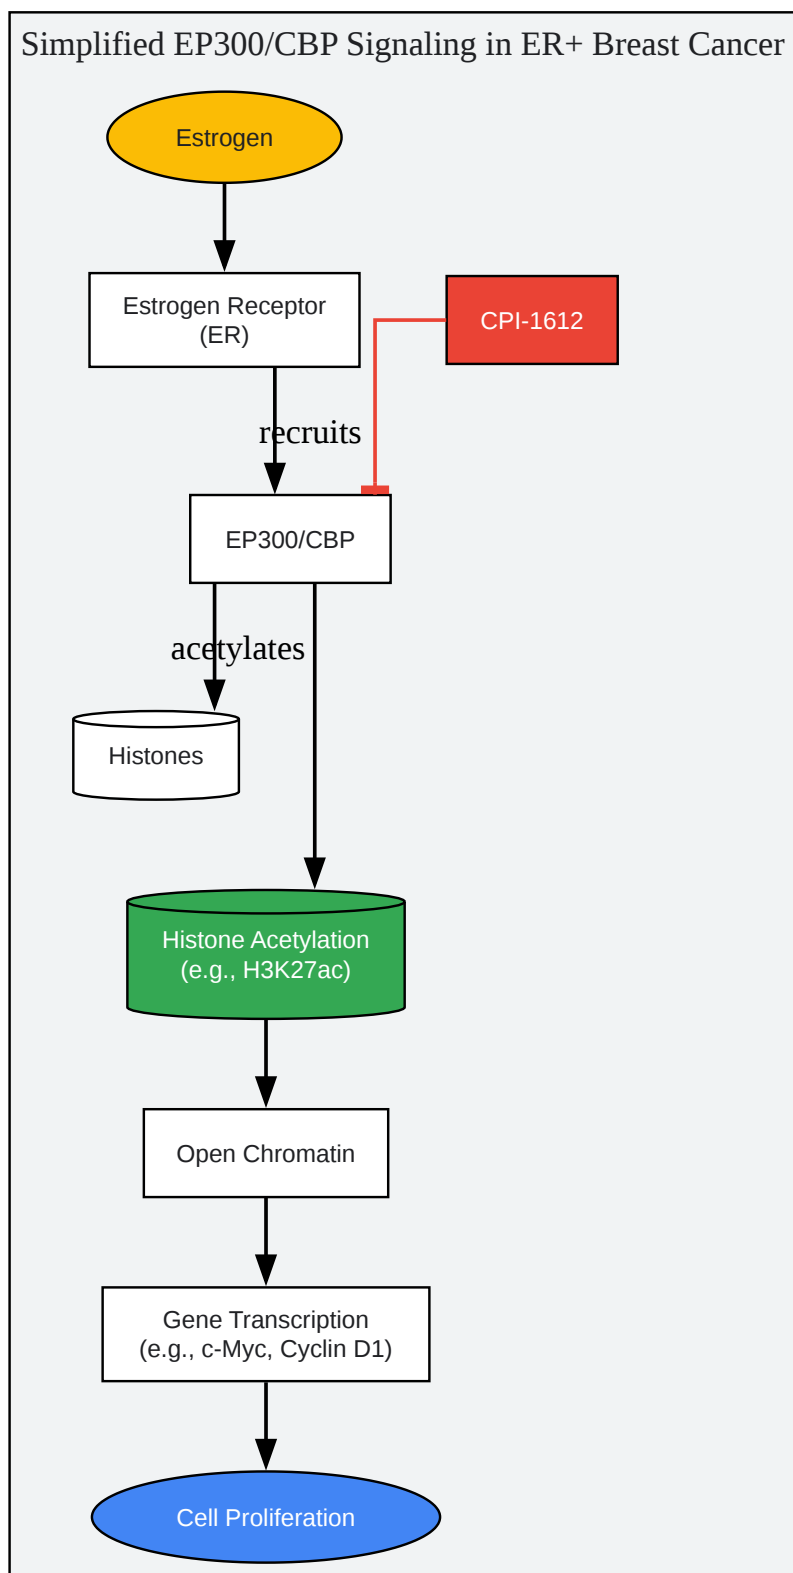 Simplified EP300/CBP Signaling in ER+ Breast Cancer
Estrogen
Estrogen Receptor
(ER)
CPI-1612
recruits
EP300/CBP
acetylates
Histones
Histone Acetylation
(e.g., H3K27ac)
Open Chromatin
Gene Transcription
(e.g., c-Myc, Cyclin D1)
Cell Proliferation